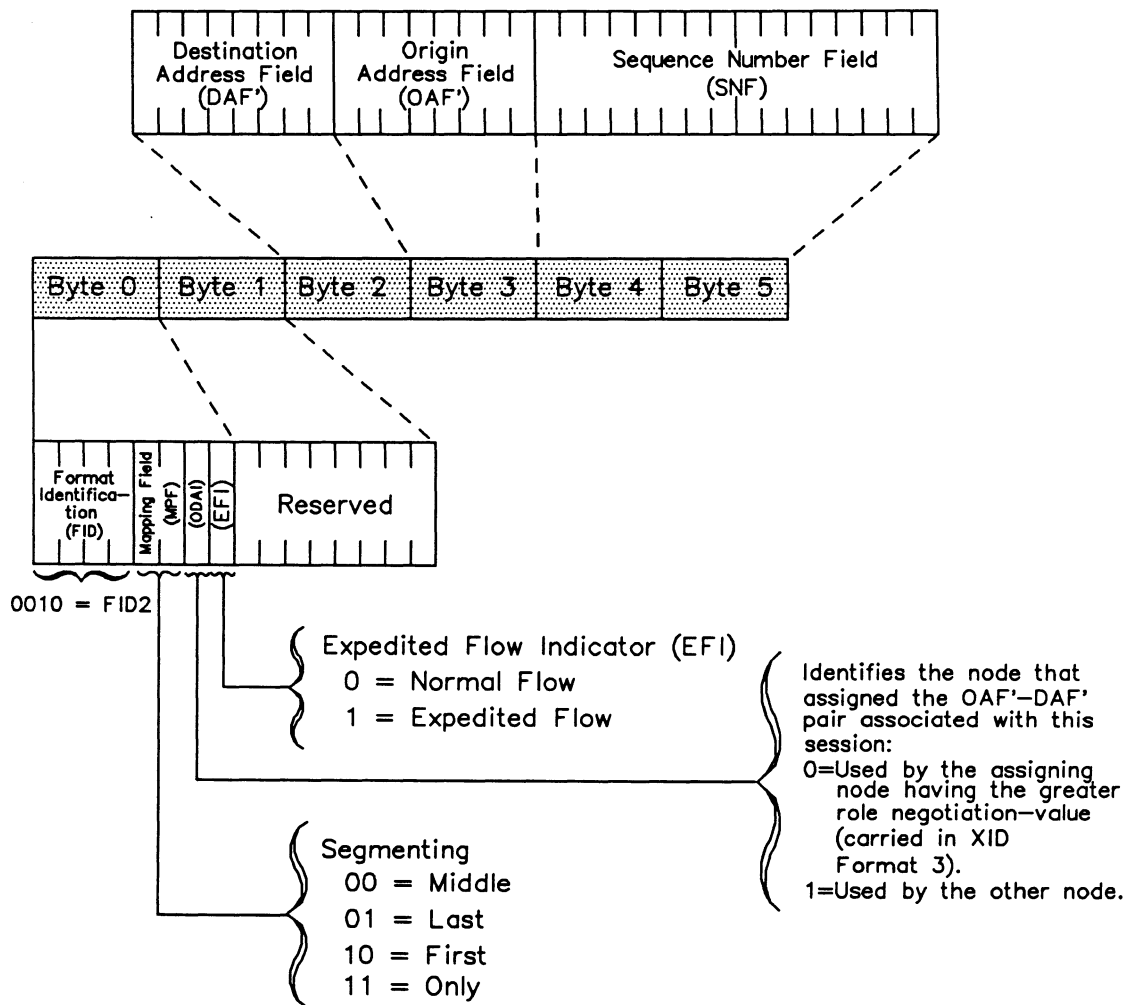 Destination
Address Field
(DAF')
Origin
Address Field
(OAF')
Sequence Number Field
(SNF)
Byte 0
Byte 1
Byte 2
Byte 3
Byte 4
Byte 5
Format
Identifica–
tion
(FID)
Mapping Field
(MPF)
(ODAI)
(EFI)
Reserved
0010 = FID2
Expedited Flow Indicator (EFI)
0 = Normal Flow
1 = Expedited Flow
Identifies the node that
assigned the OAF'–DAF'
pair associated with this
session:
0=Used by the assigning
node having the greater
role negotiation–value
(carried in XID
Format 3).
1=Used by the other node.
Segmenting
00 = Middle
01 = Last
10 = First
11 = Only